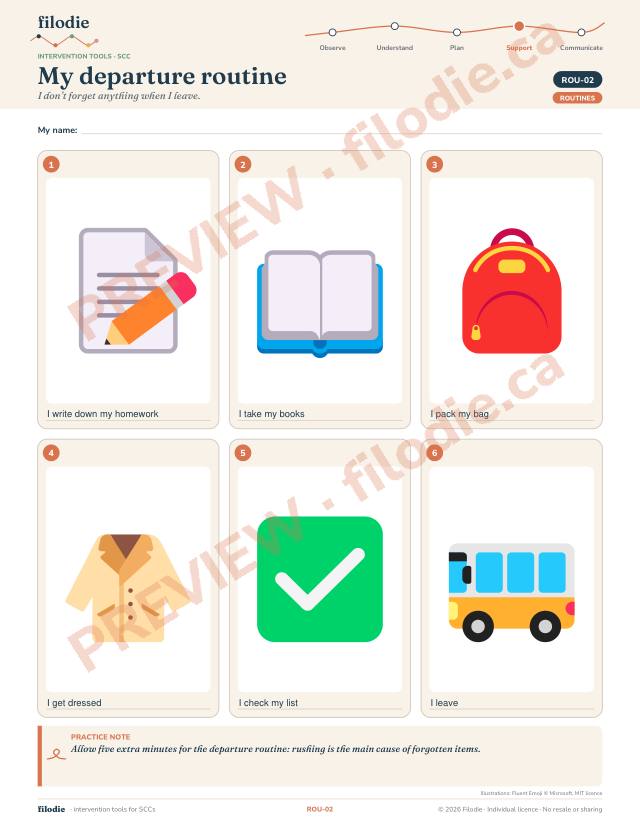 filodie
Observe Understand Plan Support Communicate
INTERVENTION TOOLS · SCC
My departure routine
I don't forget anything when I leave.
ROU-02
ROUTINES
My name:
1
2
3
I write down my homework
I take my books
I pack my bag
4
5
6
I get dressed
I check my list
I leave
PREVIEW · filodie.ca
PREVIEW · filodie.ca
PRACTICE NOTE
Allow five extra minutes for the departure routine: rushing is the main cause of forgotten items.
Illustrations: Fluent Emoji © Microsoft, MIT licence
filodie · intervention tools for SCCs
ROU-02
© 2026 Filodie · Individual licence · No resale or sharing